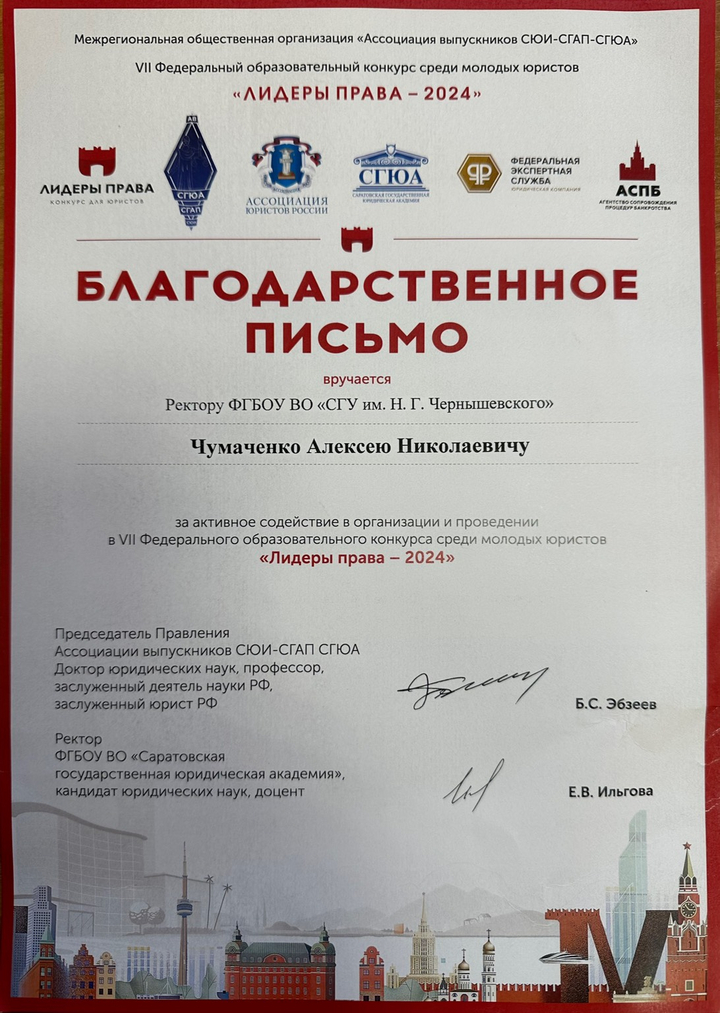 Межрегиональная общественная организация «Ассоциация выпускников СЮИ-СГАП-СГЮА»
VII Федеральный образовательный конкурс среди молодых юристов
«ЛИДЕРЫ ПРАВА – 2024»
ЛИДЕРЫ ПРАВА
КОНКУРС ДЛЯ ЮРИСТОВ
АВ
СГЮА
СГАП
АССОЦИАЦИЯ
ЮРИСТОВ РОССИИ
СГЮА
САРАТОВСКАЯ ГОСУДАРСТВЕННАЯ
ЮРИДИЧЕСКАЯ АКАДЕМИЯ
ФЕДЕРАЛЬНАЯ
ЭКСПЕРТНАЯ
СЛУЖБА
ЮРИДИЧЕСКАЯ КОМПАНИЯ
АСПБ
АГЕНТСТВО СОПРОВОЖДЕНИЯ
ПРОЦЕДУР БАНКРОТСТВА
БЛАГОДАРСТВЕННОЕ
ПИСЬМО
вручается
Ректору ФГБОУ ВО «СГУ им. Н. Г. Чернышевского»
Чумаченко Алексею Николаевичу
за активное содействие в организации и проведении
в VII Федерального образовательного конкурса среди молодых юристов
«Лидеры права – 2024»
Председатель Правления
Ассоциации выпускников СЮИ-СГАП СГЮА
Доктор юридических наук, профессор,
заслуженный деятель науки РФ,
заслуженный юрист РФ
Б.С. Эбзеев
Ректор
ФГБОУ ВО «Саратовская
государственная юридическая академия»,
кандидат юридических наук, доцент
Е.В. Ильгова